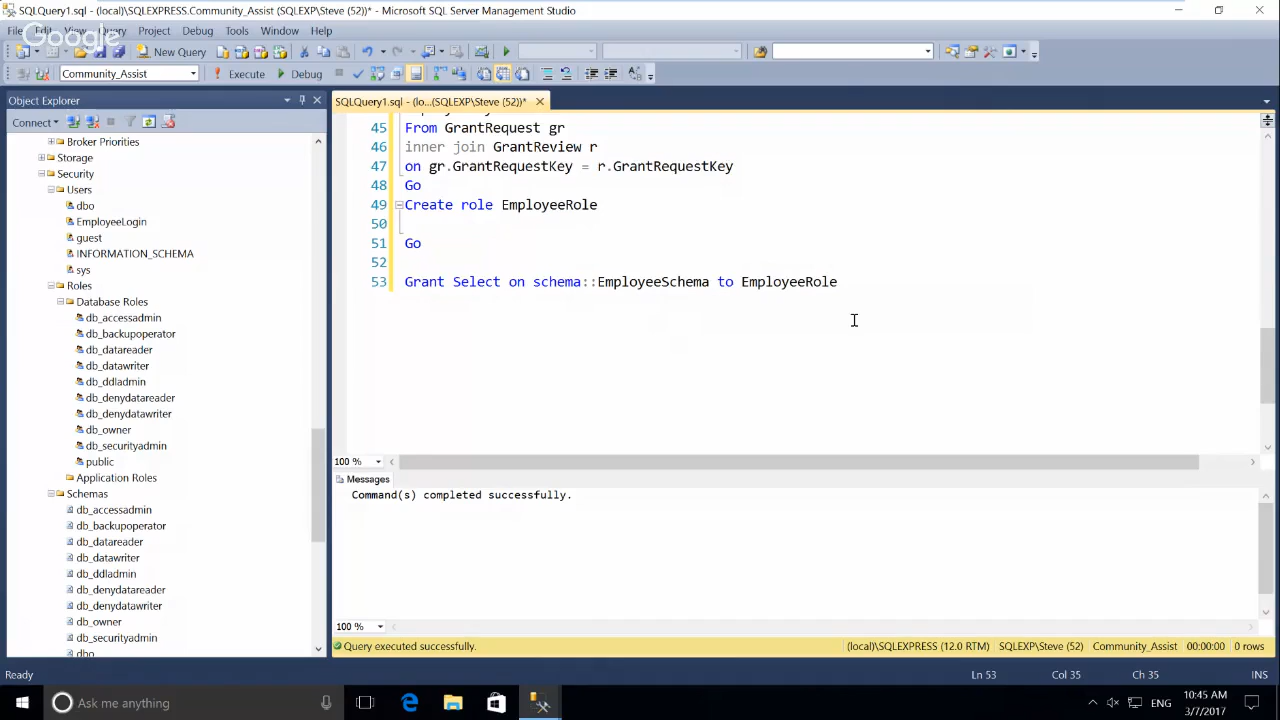 SQLQuery1.sql - (local)\SQLEXPRESS.Community_Assist (SQLEXP\Steve (52))* - Microsoft SQL Server Management Studio
File Edit View Query Project Debug Tools Window Help
Google
New Query
Community_Assist Execute Debug
Object Explorer
Connect
Broker Priorities
Storage
Security
Users
dbo
EmployeeLogin
guest
INFORMATION_SCHEMA
sys
Roles
Database Roles
db_accessadmin
db_backupoperator
db_datareader
db_datawriter
db_ddladmin
db_denydatareader
db_denydatawriter
db_owner
db_securityadmin
public
Application Roles
Schemas
db_accessadmin
db_backupoperator
db_datareader
db_datawriter
db_ddladmin
db_denydatareader
db_denydatawriter
db_owner
db_securityadmin
dbo
SQLQuery1.sql - (lo...(SQLEXP\Steve (52))*
45 From GrantRequest gr
46 inner join GrantReview r
47 on gr.GrantRequestKey = r.GrantRequestKey
48 Go
49 Create role EmployeeRole
50
51 Go
52
53 Grant Select on schema::EmployeeSchema to EmployeeRole
100 %
Messages
Command(s) completed successfully.
100 %
Query executed successfully. (local)\SQLEXPRESS (12.0 RTM) SQLEXP\Steve (52) Community_Assist 00:00:00 0 rows
Ready Ln 53 Col 35 Ch 35 INS
Ask me anything ENG 10:45 AM
3/7/2017